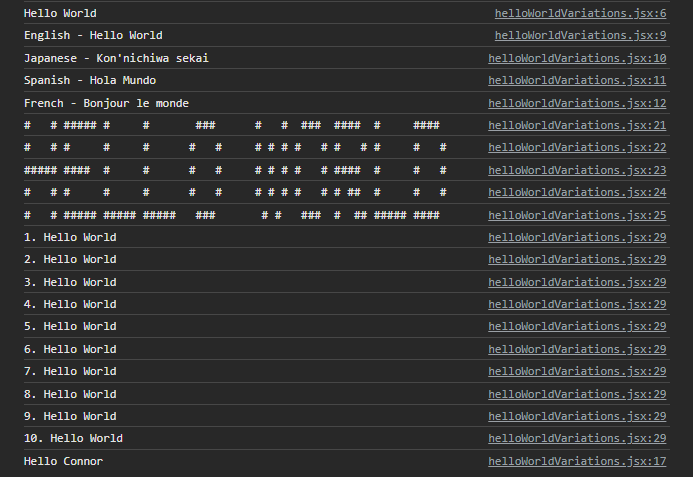 Hello World helloWorldVariations.jsx:6
English - Hello World helloWorldVariations.jsx:9
Japanese - Kon'nichiwa sekai helloWorldVariations.jsx:10
Spanish - Hola Mundo helloWorldVariations.jsx:11
French - Bonjour le monde helloWorldVariations.jsx:12
#   # ##### #     #       ###      #   #  ###  ####  #     #### helloWorldVariations.jsx:21
#   # #     #     #      #   #     # # # #   # #   # #     #   # helloWorldVariations.jsx:22
##### ####  #     #      #   #     # # # #   # ####  #     #   # helloWorldVariations.jsx:23
#   # #     #     #      #   #     # # # #   # # ##  #     #   # helloWorldVariations.jsx:24
#   # ##### ##### #####   ###       # #   ###  #  ## ##### #### helloWorldVariations.jsx:25
1. Hello World helloWorldVariations.jsx:29
2. Hello World helloWorldVariations.jsx:29
3. Hello World helloWorldVariations.jsx:29
4. Hello World helloWorldVariations.jsx:29
5. Hello World helloWorldVariations.jsx:29
6. Hello World helloWorldVariations.jsx:29
7. Hello World helloWorldVariations.jsx:29
8. Hello World helloWorldVariations.jsx:29
9. Hello World helloWorldVariations.jsx:29
10. Hello World helloWorldVariations.jsx:29
Hello Connor helloWorldVariations.jsx:17